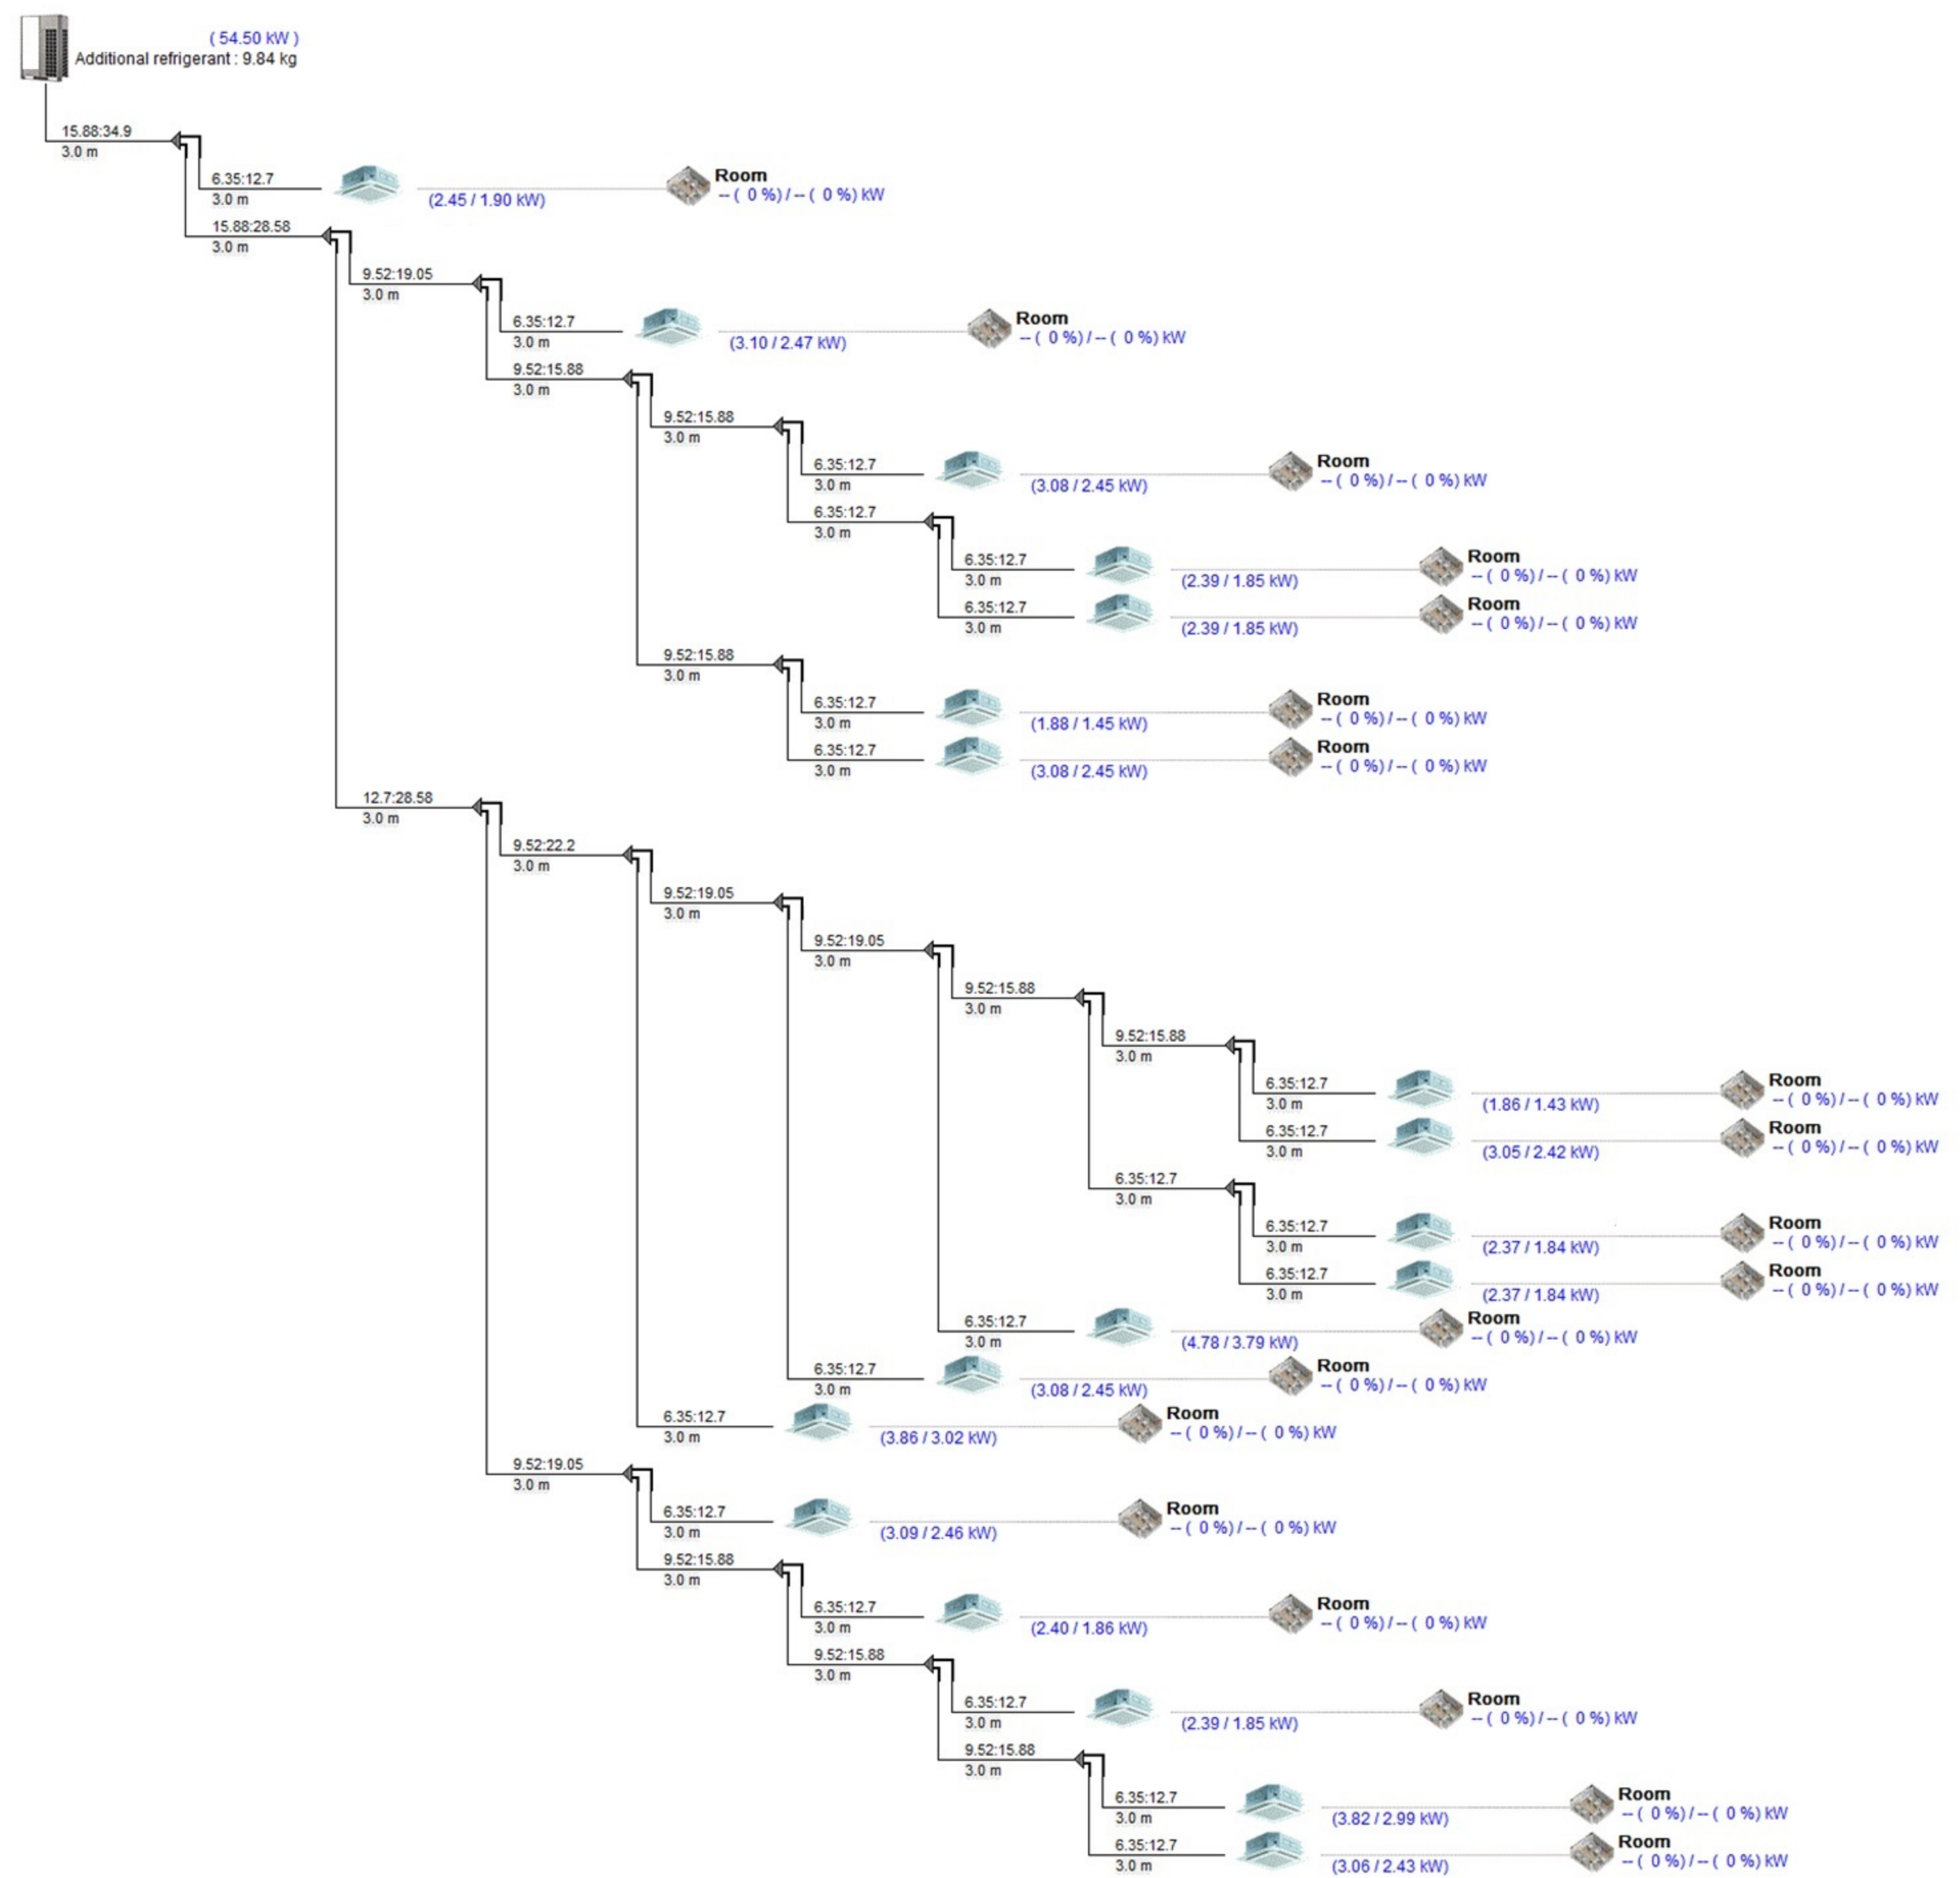 ( 54.50 kW )
Additional refrigerant : 9.84 kg
15.88:34.9
3.0 m
6.35:12.7
3.0 m
(2.45 / 1.90 kW)
Room
-- ( 0 %) / -- ( 0 %) kW
15.88:28.58
3.0 m
9.52:19.05
3.0 m
6.35:12.7
3.0 m
(3.10 / 2.47 kW)
Room
-- ( 0 %) / -- ( 0 %) kW
9.52:15.88
3.0 m
9.52:15.88
3.0 m
6.35:12.7
3.0 m
(3.08 / 2.45 kW)
Room
-- ( 0 %) / -- ( 0 %) kW
6.35:12.7
3.0 m
6.35:12.7
3.0 m
(2.39 / 1.85 kW)
Room
-- ( 0 %) / -- ( 0 %) kW
6.35:12.7
3.0 m
(2.39 / 1.85 kW)
Room
-- ( 0 %) / -- ( 0 %) kW
9.52:15.88
3.0 m
6.35:12.7
3.0 m
(1.88 / 1.45 kW)
Room
-- ( 0 %) / -- ( 0 %) kW
6.35:12.7
3.0 m
(3.08 / 2.45 kW)
Room
-- ( 0 %) / -- ( 0 %) kW
12.7:28.58
3.0 m
9.52:22.2
3.0 m
9.52:19.05
3.0 m
9.52:19.05
3.0 m
9.52:15.88
3.0 m
9.52:15.88
3.0 m
6.35:12.7
3.0 m
(1.86 / 1.43 kW)
Room
-- ( 0 %) / -- ( 0 %) kW
6.35:12.7
3.0 m
(3.05 / 2.42 kW)
Room
-- ( 0 %) / -- ( 0 %) kW
6.35:12.7
3.0 m
6.35:12.7
3.0 m
(2.37 / 1.84 kW)
Room
-- ( 0 %) / -- ( 0 %) kW
6.35:12.7
3.0 m
(2.37 / 1.84 kW)
Room
-- ( 0 %) / -- ( 0 %) kW
6.35:12.7
3.0 m
(4.78 / 3.79 kW)
Room
-- ( 0 %) / -- ( 0 %) kW
6.35:12.7
3.0 m
(3.08 / 2.45 kW)
Room
-- ( 0 %) / -- ( 0 %) kW
6.35:12.7
3.0 m
(3.86 / 3.02 kW)
Room
-- ( 0 %) / -- ( 0 %) kW
9.52:19.05
3.0 m
6.35:12.7
3.0 m
(3.09 / 2.46 kW)
Room
-- ( 0 %) / -- ( 0 %) kW
9.52:15.88
3.0 m
6.35:12.7
3.0 m
(2.40 / 1.86 kW)
Room
-- ( 0 %) / -- ( 0 %) kW
9.52:15.88
3.0 m
6.35:12.7
3.0 m
(2.39 / 1.85 kW)
Room
-- ( 0 %) / -- ( 0 %) kW
9.52:15.88
3.0 m
6.35:12.7
3.0 m
(3.82 / 2.99 kW)
Room
-- ( 0 %) / -- ( 0 %) kW
6.35:12.7
3.0 m
(3.06 / 2.43 kW)
Room
-- ( 0 %) / -- ( 0 %) kW